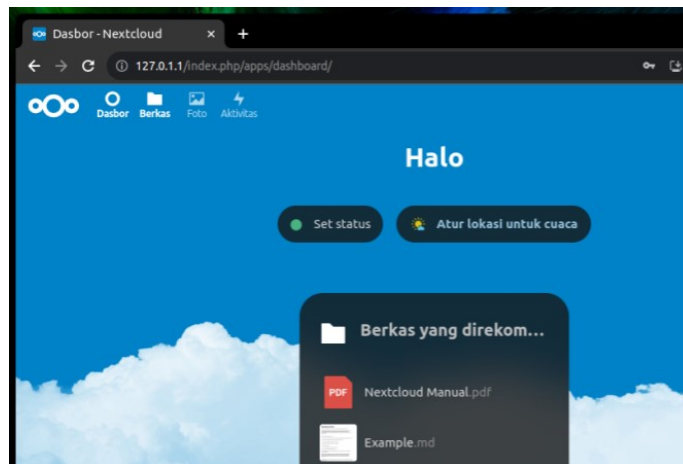 Dasbor - Nextcloud
127.0.1.1/index.php/apps/dashboard/
Dasbor Berkas Foto Aktivitas
Halo
Set status Atur lokasi untuk cuaca
Berkas yang direkom...
PDF Nextcloud Manual.pdf
Example.md